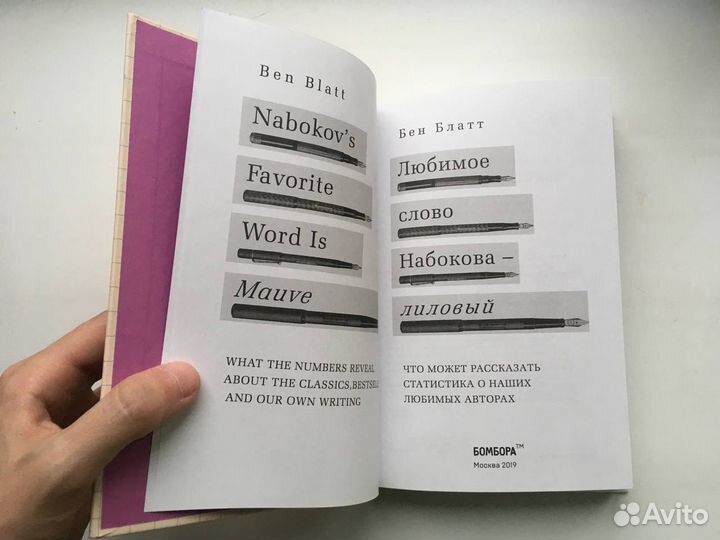 Ben Blatt
Nabokov's
Favorite
Word Is
Mauve
WHAT THE NUMBERS REVEAL
ABOUT THE CLASSICS, BESTSEL
AND OUR OWN WRITING
Бен Блатт
Любимое
слово
Набокова –
лиловый
ЧТО МОЖЕТ РАССКАЗАТЬ
СТАТИСТИКА О НАШИХ
ЛЮБИМЫХ АВТОРАХ
БОМБОРА™
Москва 2019
Avito